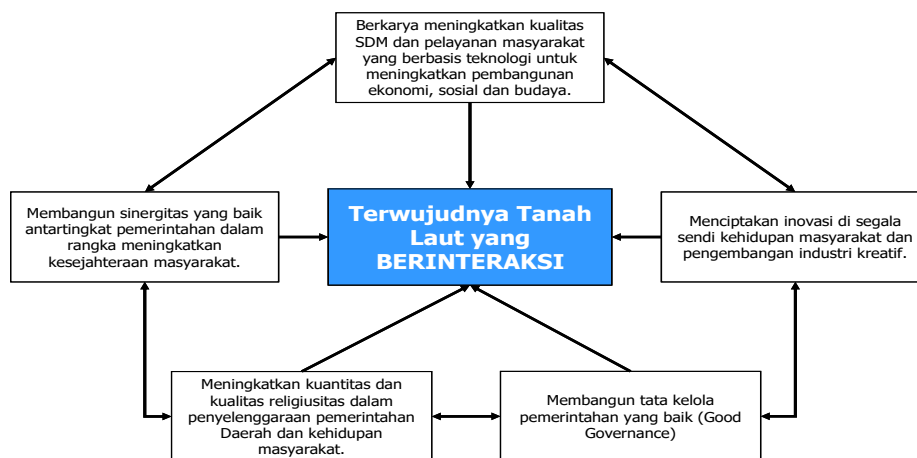 Berkarya meningkatkan kualitas
SDM dan pelayanan masyarakat
yang berbasis teknologi untuk
meningkatkan pembangunan
ekonomi, sosial dan budaya.
Membangun sinergitas yang baik
antartingkat pemerintahan dalam
rangka meningkatkan
kesejahteraan masyarakat.
Terwujudnya Tanah
Laut yang
BERINTERAKSI
Menciptakan inovasi di segala
sendi kehidupan masyarakat dan
pengembangan industri kreatif.
Meningkatkan kuantitas dan
kualitas religiusitas dalam
penyelenggaraan pemerintahan
Daerah dan kehidupan
masyarakat.
Membangun tata kelola
pemerintahan yang baik (Good
Governance)